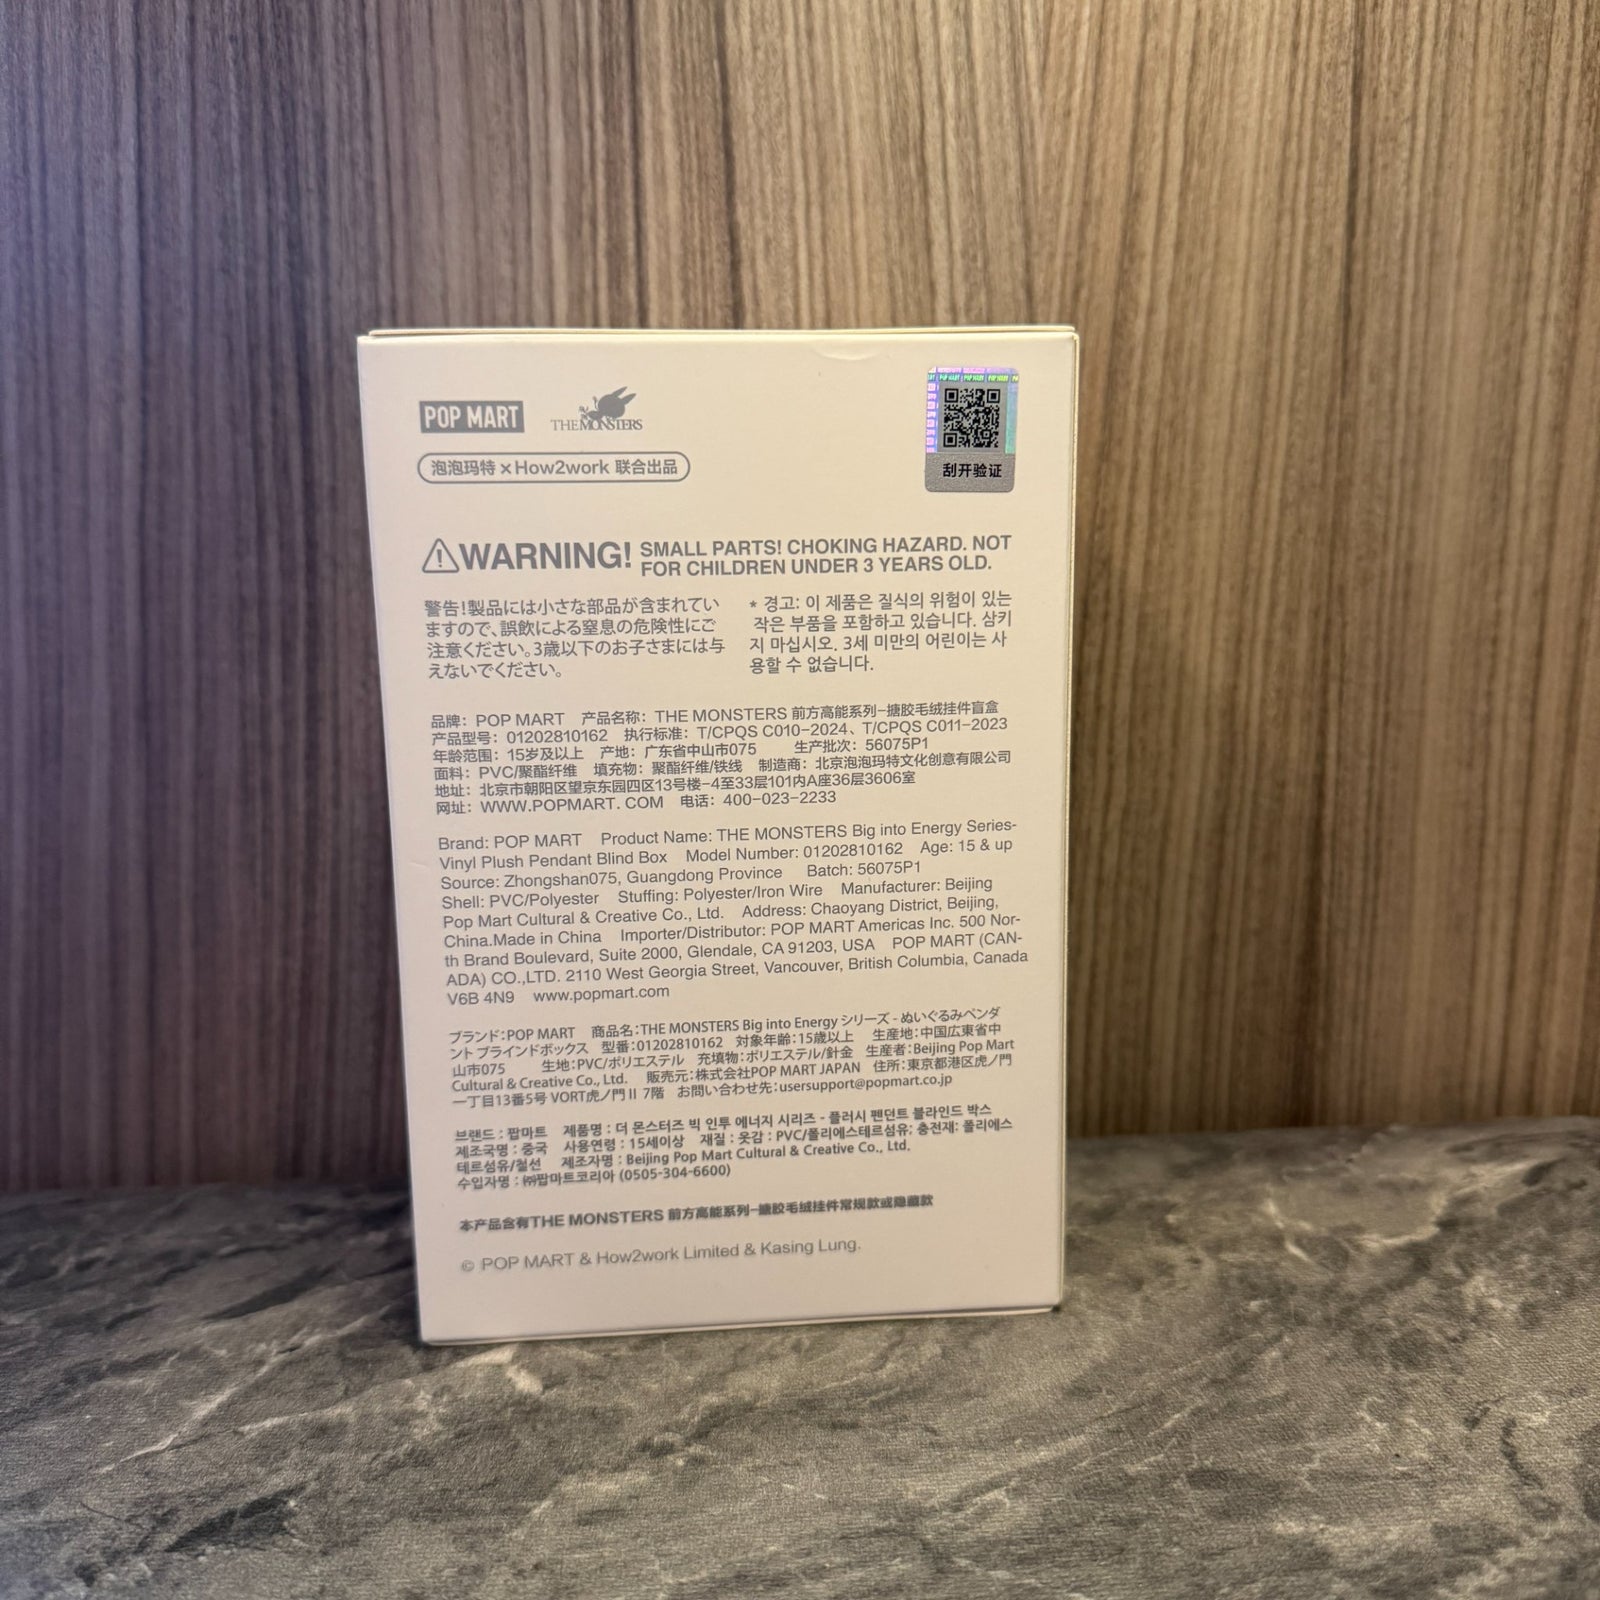 POP MART THE MONSTERS
泡泡玛特×How2work 联合出品
刮开验证
WARNING! SMALL PARTS! CHOKING HAZARD. NOT
FOR CHILDREN UNDER 3 YEARS OLD.
警告!製品には小さな部品が含まれてい
ますので、誤飲による窒息の危険性にご
注意ください。3歳以下のお子さまには与
えないでください。
* 경고: 이 제품은 질식의 위험이 있는
작은 부품을 포함하고 있습니다. 삼키
지 마십시오. 3세 미만의 어린이는 사
용할 수 없습니다.
品牌：POP MART 产品名称：THE MONSTERS 前方高能系列-搪胶毛绒挂件盲盒
产品型号：01202810162 执行标准：T/CPQS C010-2024、T/CPQS C011-2023
年龄范围：15岁及以上 产地：广东省中山市075 生产批次：56075P1
面料：PVC/聚酯纤维 填充物：聚酯纤维/铁线 制造商：北京泡泡玛特文化创意有限公司
地址：北京市朝阳区望京东园四区13号楼-4至33层101内A座36层3606室
网址：WWW.POPMART.COM 电话：400-023-2233
Brand: POP MART Product Name: THE MONSTERS Big into Energy Series-
Vinyl Plush Pendant Blind Box Model Number: 01202810162 Age: 15 & up
Source: Zhongshan075, Guangdong Province Batch: 56075P1
Shell: PVC/Polyester Stuffing: Polyester/Iron Wire Manufacturer: Beijing
Pop Mart Cultural & Creative Co., Ltd. Address: Chaoyang District, Beijing,
China.Made in China Importer/Distributor: POP MART Americas Inc. 500 Nor-
th Brand Boulevard, Suite 2000, Glendale, CA 91203, USA POP MART (CAN-
ADA) CO.,LTD. 2110 West Georgia Street, Vancouver, British Columbia, Canada
V6B 4N9 www.popmart.com
ブランド：POP MART 商品名：THE MONSTERS Big into Energy シリーズ - ぬいぐるみペンダ
ント ブラインドボックス 型番：01202810162 対象年齢：15歳以上 生産地：中国広東省中
山市075 生地：PVC/ポリエステル 充填物：ポリエステル/針金 生産者：Beijing Pop Mart
Cultural & Creative Co., Ltd. 販売元：株式会社POP MART JAPAN 住所：東京都港区虎ノ門
一丁目13番5号 VORT虎ノ門Ⅱ 7階 お問い合わせ先：usersupport@popmart.co.jp
브랜드 : 팝마트 제품명 : 더 몬스터즈 빅 인투 에너지 시리즈 - 플러시 펜던트 블라인드 박스
제조국명 : 중국 사용연령 : 15세이상 재질 : 옷감 : PVC/폴리에스테르섬유; 충전재: 폴리에스
테르섬유/철선 제조자명 : Beijing Pop Mart Cultural & Creative Co., Ltd.
수입자명 : ㈜팝마트코리아 (0505-304-6600)
本产品含有THE MONSTERS 前方高能系列-搪胶毛绒挂件常规款或隐藏款
© POP MART & How2work Limited & Kasing Lung.